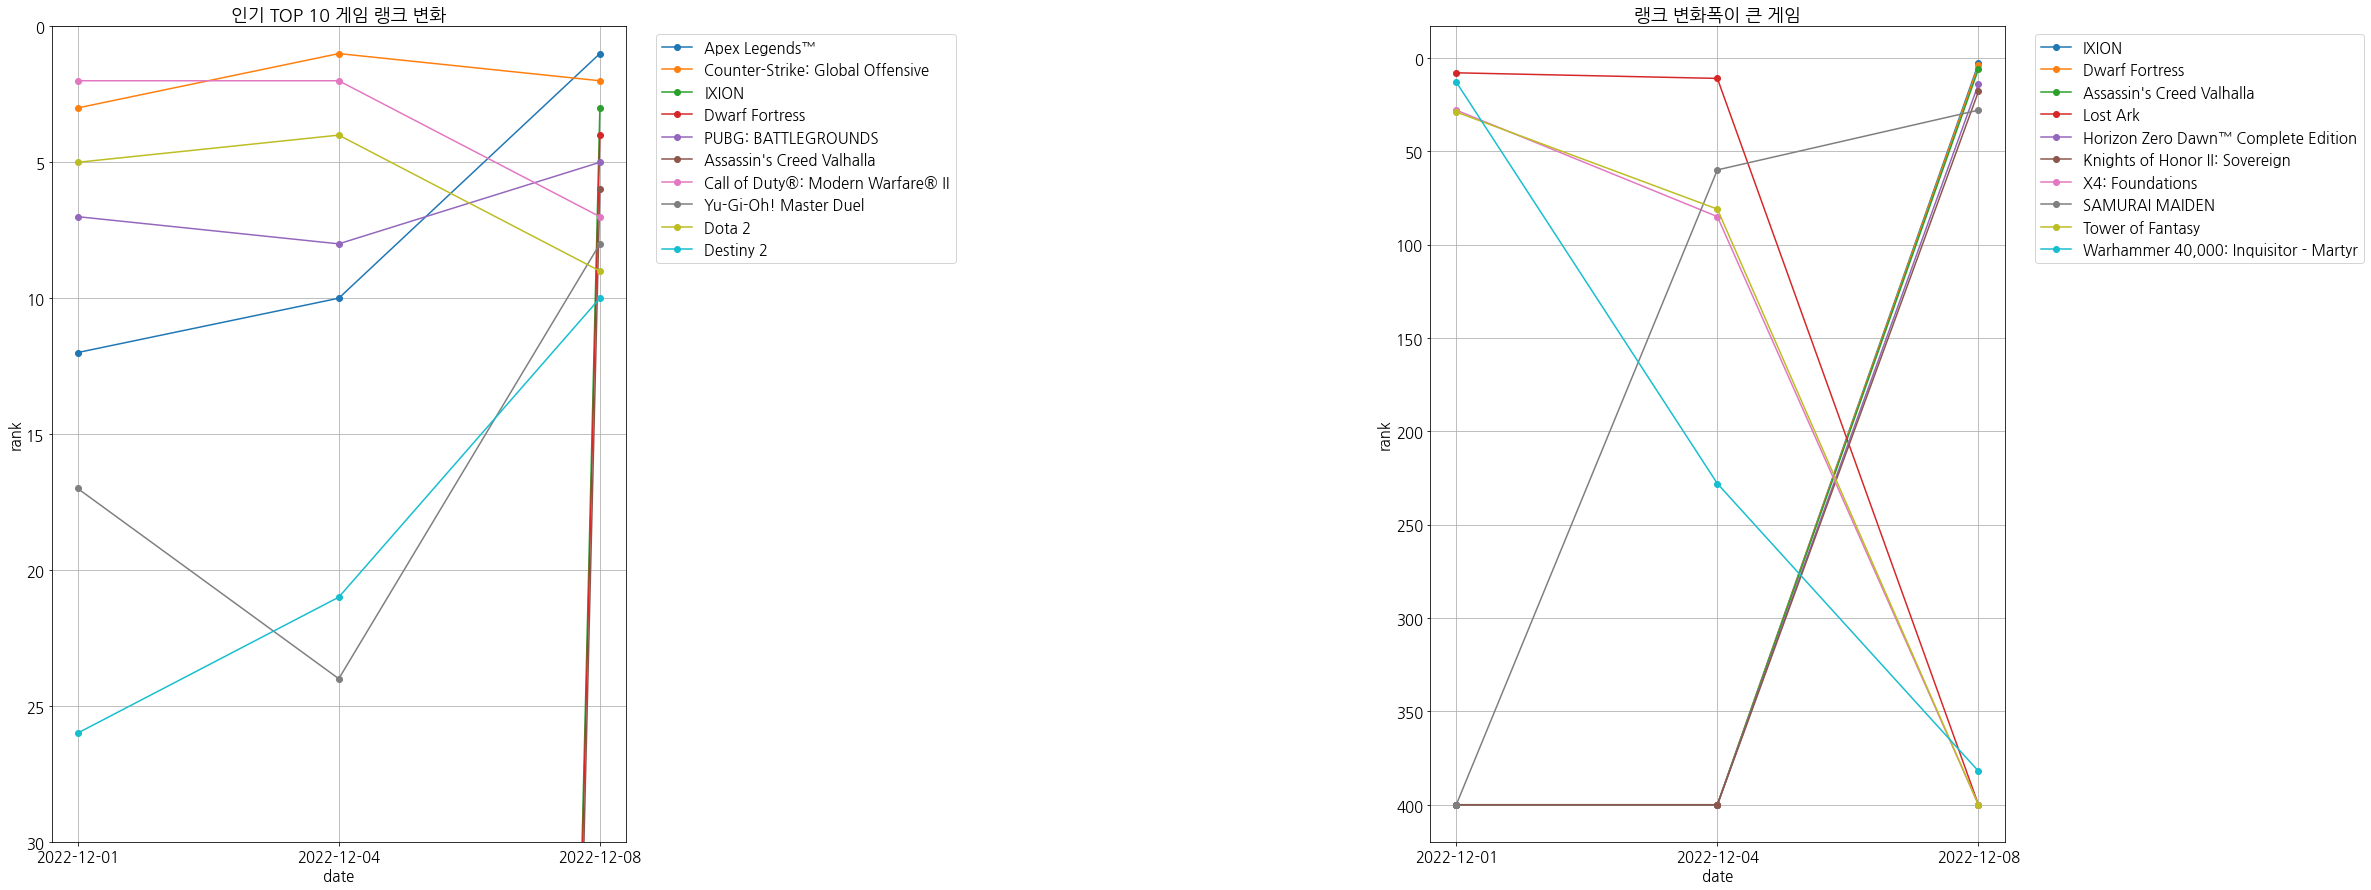 인기 TOP 10 게임 랭크 변화
0
5
10
15
20
25
30
rank
2022-12-01
2022-12-04
2022-12-08
date
Apex Legends™
Counter-Strike: Global Offensive
IXION
Dwarf Fortress
PUBG: BATTLEGROUNDS
Assassin's Creed Valhalla
Call of Duty®: Modern Warfare® II
Yu-Gi-Oh! Master Duel
Dota 2
Destiny 2
랭크 변화폭이 큰 게임
0
50
100
150
200
250
300
350
400
rank
2022-12-01
2022-12-04
2022-12-08
date
IXION
Dwarf Fortress
Assassin's Creed Valhalla
Lost Ark
Horizon Zero Dawn™ Complete Edition
Knights of Honor II: Sovereign
X4: Foundations
SAMURAI MAIDEN
Tower of Fantasy
Warhammer 40,000: Inquisitor - Martyr